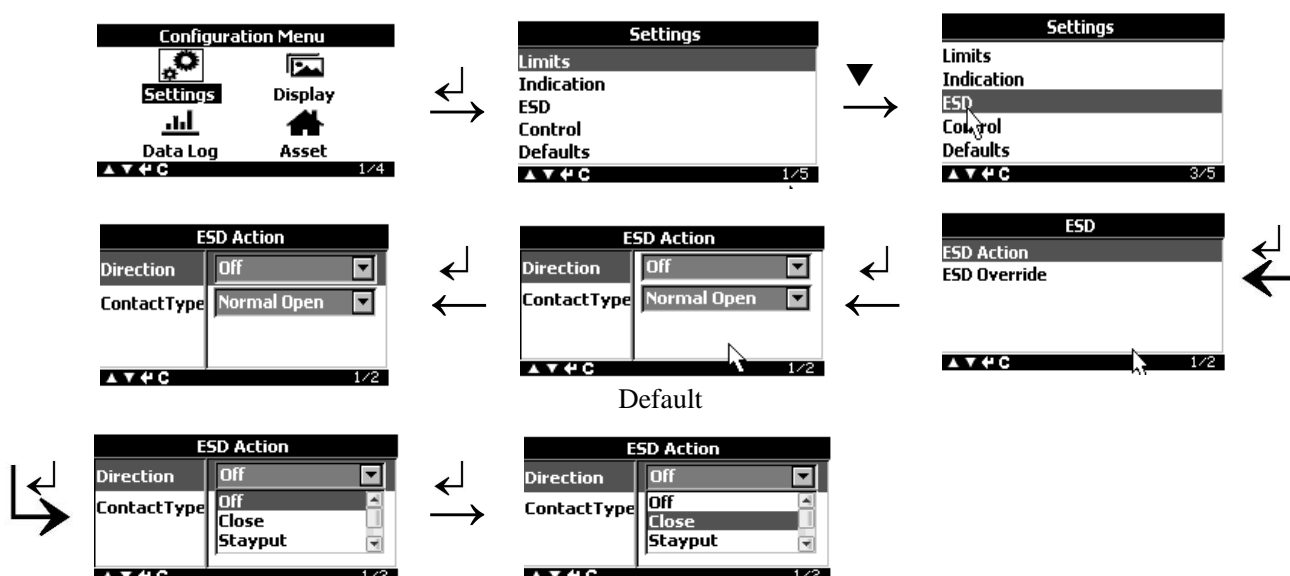 Configuration Menu
Settings Display
Data Log Asset
▲ ▼ ↵ C 1/4
Settings
Limits
Indication
ESD
Control
Defaults
▲ ▼ ↵ C 1/5
Settings
Limits
Indication
ESD
Control
Defaults
▲ ▼ ↵ C 3/5
ESD Action
Direction Off
ContactType Normal Open
▲ ▼ ↵ C 1/2
ESD Action
Direction Off
ContactType Normal Open
▲ ▼ ↵ C 1/2
Default
ESD
ESD Action
ESD Override
▲ ▼ ↵ C 1/2
ESD Action
Direction Off
ContactType Off
Close
Stayput
ESD Action
Direction Off
ContactType Off
Close
Stayput